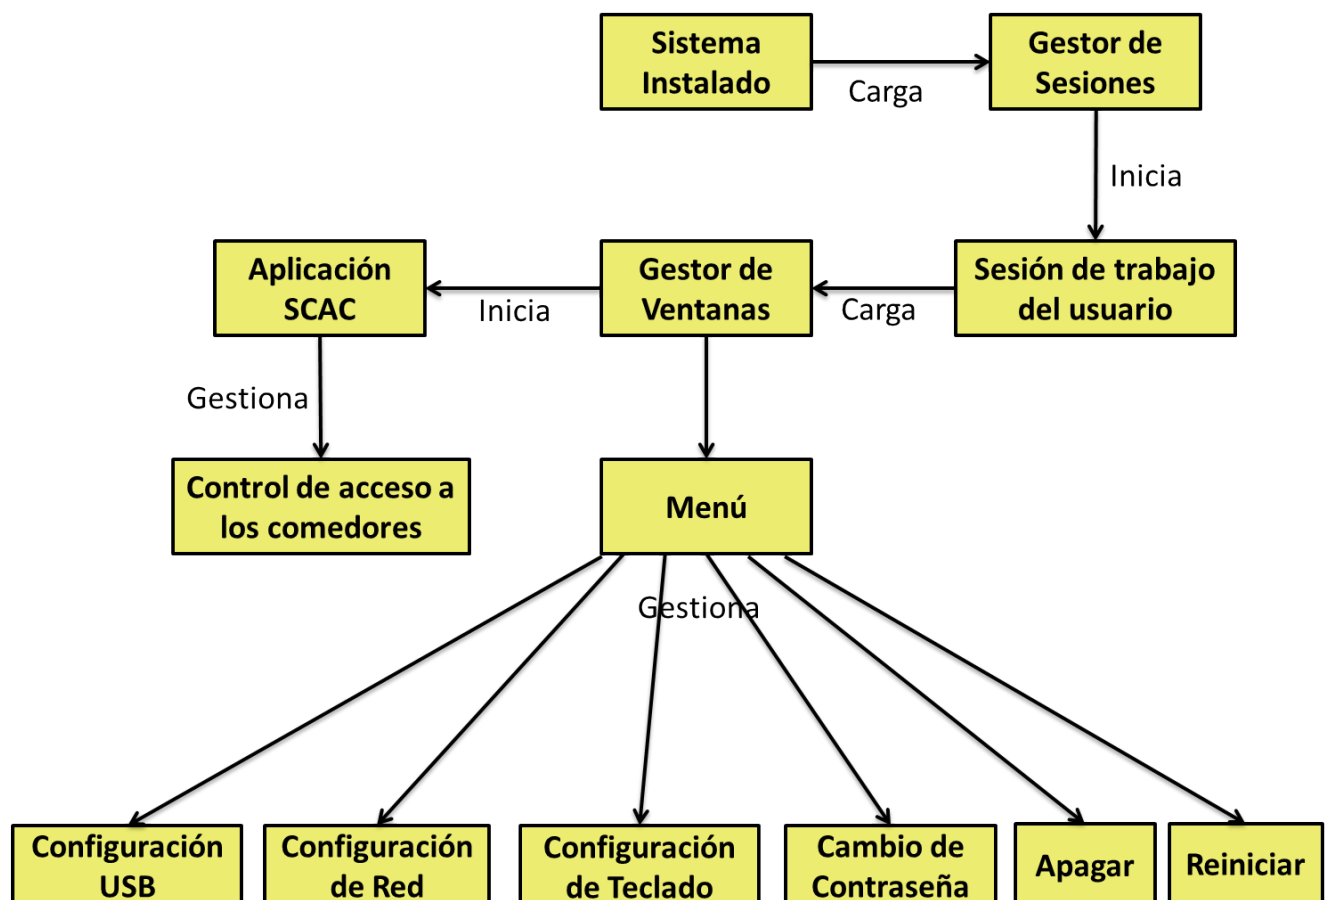 Sistema
Instalado
Carga
Gestor de
Sesiones
Inicia
Aplicación
SCAC
Inicia
Gestor de
Ventanas
Carga
Sesión de trabajo
del usuario
Gestiona
Control de acceso a
los comedores
Menú
Gestiona
Configuración
USB
Configuración
de Red
Configuración
de Teclado
Cambio de
Contraseña
Apagar
Reiniciar